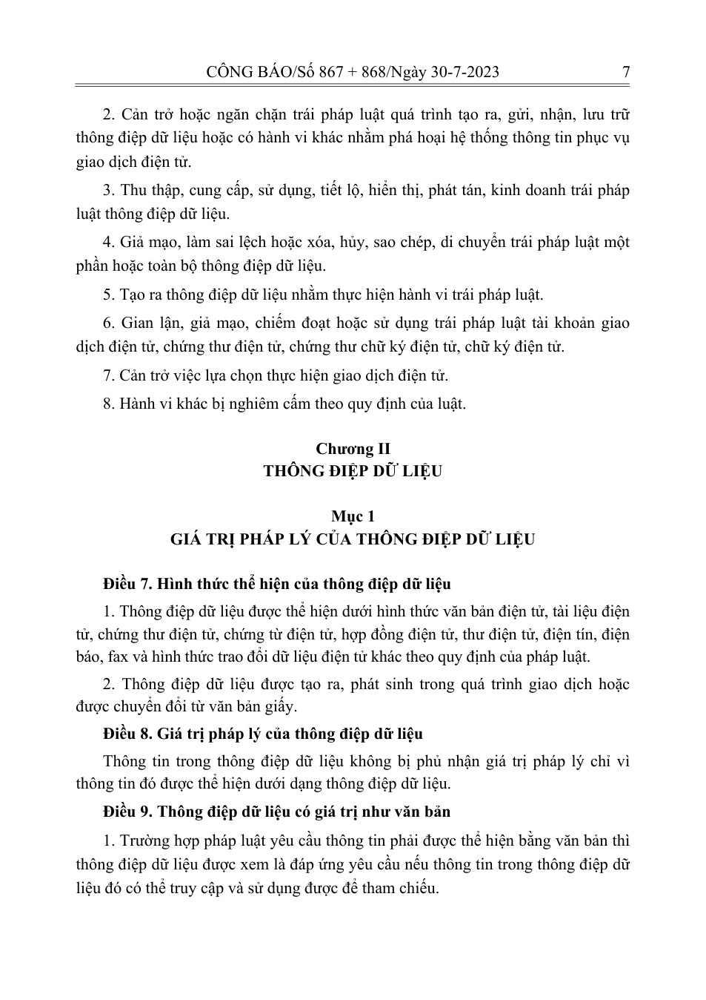 CÔNG BÁO/Số 867 + 868/Ngày 30-7-2023 7
2. Cản trở hoặc ngăn chặn trái pháp luật quá trình tạo ra, gửi, nhận, lưu trữ
thông điệp dữ liệu hoặc có hành vi khác nhằm phá hoại hệ thống thông tin phục vụ
giao dịch điện tử.
3. Thu thập, cung cấp, sử dụng, tiết lộ, hiển thị, phát tán, kinh doanh trái pháp
luật thông điệp dữ liệu.
4. Giả mạo, làm sai lệch hoặc xóa, hủy, sao chép, di chuyển trái pháp luật một
phần hoặc toàn bộ thông điệp dữ liệu.
5. Tạo ra thông điệp dữ liệu nhằm thực hiện hành vi trái pháp luật.
6. Gian lận, giả mạo, chiếm đoạt hoặc sử dụng trái pháp luật tài khoản giao
dịch điện tử, chứng thư điện tử, chứng thư chữ ký điện tử, chữ ký điện tử.
7. Cản trở việc lựa chọn thực hiện giao dịch điện tử.
8. Hành vi khác bị nghiêm cấm theo quy định của luật.
Chương II
THÔNG ĐIỆP DỮ LIỆU
Mục 1
GIÁ TRỊ PHÁP LÝ CỦA THÔNG ĐIỆP DỮ LIỆU
Điều 7. Hình thức thể hiện của thông điệp dữ liệu
1. Thông điệp dữ liệu được thể hiện dưới hình thức văn bản điện tử, tài liệu điện
tử, chứng thư điện tử, chứng từ điện tử, hợp đồng điện tử, thư điện tử, điện tín, điện
báo, fax và hình thức trao đổi dữ liệu điện tử khác theo quy định của pháp luật.
2. Thông điệp dữ liệu được tạo ra, phát sinh trong quá trình giao dịch hoặc
được chuyển đổi từ văn bản giấy.
Điều 8. Giá trị pháp lý của thông điệp dữ liệu
Thông tin trong thông điệp dữ liệu không bị phủ nhận giá trị pháp lý chỉ vì
thông tin đó được thể hiện dưới dạng thông điệp dữ liệu.
Điều 9. Thông điệp dữ liệu có giá trị như văn bản
1. Trường hợp pháp luật yêu cầu thông tin phải được thể hiện bằng văn bản thì
thông điệp dữ liệu được xem là đáp ứng yêu cầu nếu thông tin trong thông điệp dữ
liệu đó có thể truy cập và sử dụng được để tham chiếu.